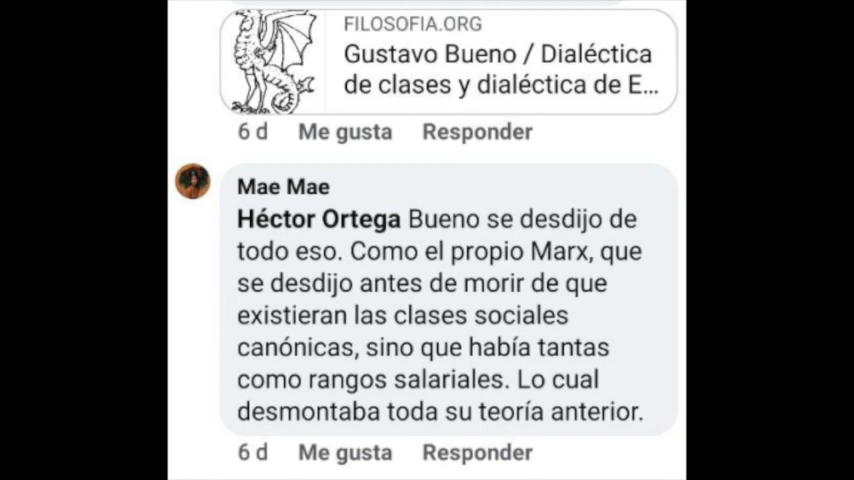 FILOSOFIA.ORG
Gustavo Bueno / Dialéctica
de clases y dialéctica de E...
6 d Me gusta Responder
Mae Mae
Héctor Ortega Bueno se desdijo de
todo eso. Como el propio Marx, que
se desdijo antes de morir de que
existieran las clases sociales
canónicas, sino que había tantas
como rangos salariales. Lo cual
desmontaba toda su teoría anterior.
6 d Me gusta Responder